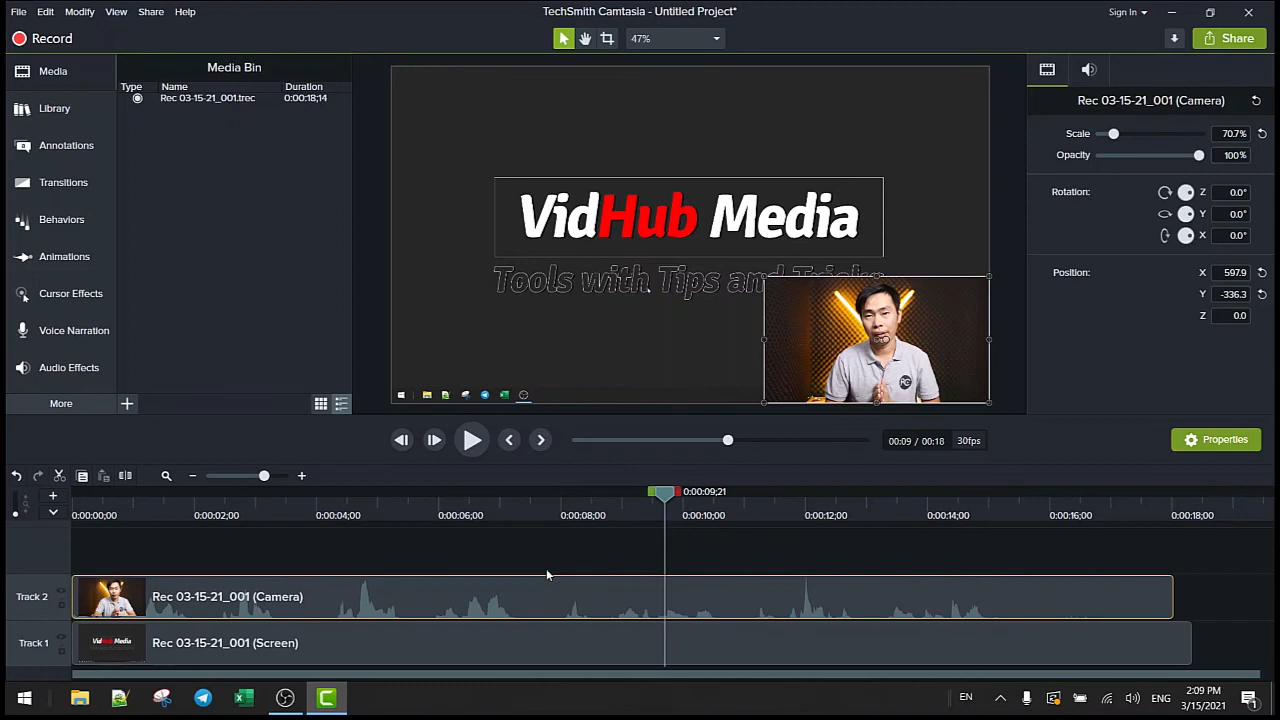 File Edit Modify View Share Help
TechSmith Camtasia - Untitled Project*
Sign In
Record
47%
Share
Media
Library
Annotations
Transitions
Behaviors
Animations
Cursor Effects
Voice Narration
Audio Effects
More
Media Bin
Type Name Duration
Rec 03-15-21_001.trec 0:00:18;14
VidHub Media
Tools with Tips and Tricks
RC
Rec 03-15-21_001 (Camera)
Scale 70.7%
Opacity 100%
Rotation: Z 0.0°
Y 0.0°
X 0.0°
Position: X 597.9
Y -336.3
Z 0.0
00:09 / 00:18 30fps
Properties
0:00:09;21
0:00:00;00 0:00:02;00 0:00:04;00 0:00:06;00 0:00:08;00 0:00:10;00 0:00:12;00 0:00:14;00 0:00:16;00 0:00:18;00
Track 2 Rec 03-15-21_001 (Camera)
Track 1 VidHub Media Rec 03-15-21_001 (Screen)
EN ENG 2:09 PM
3/15/2021 1